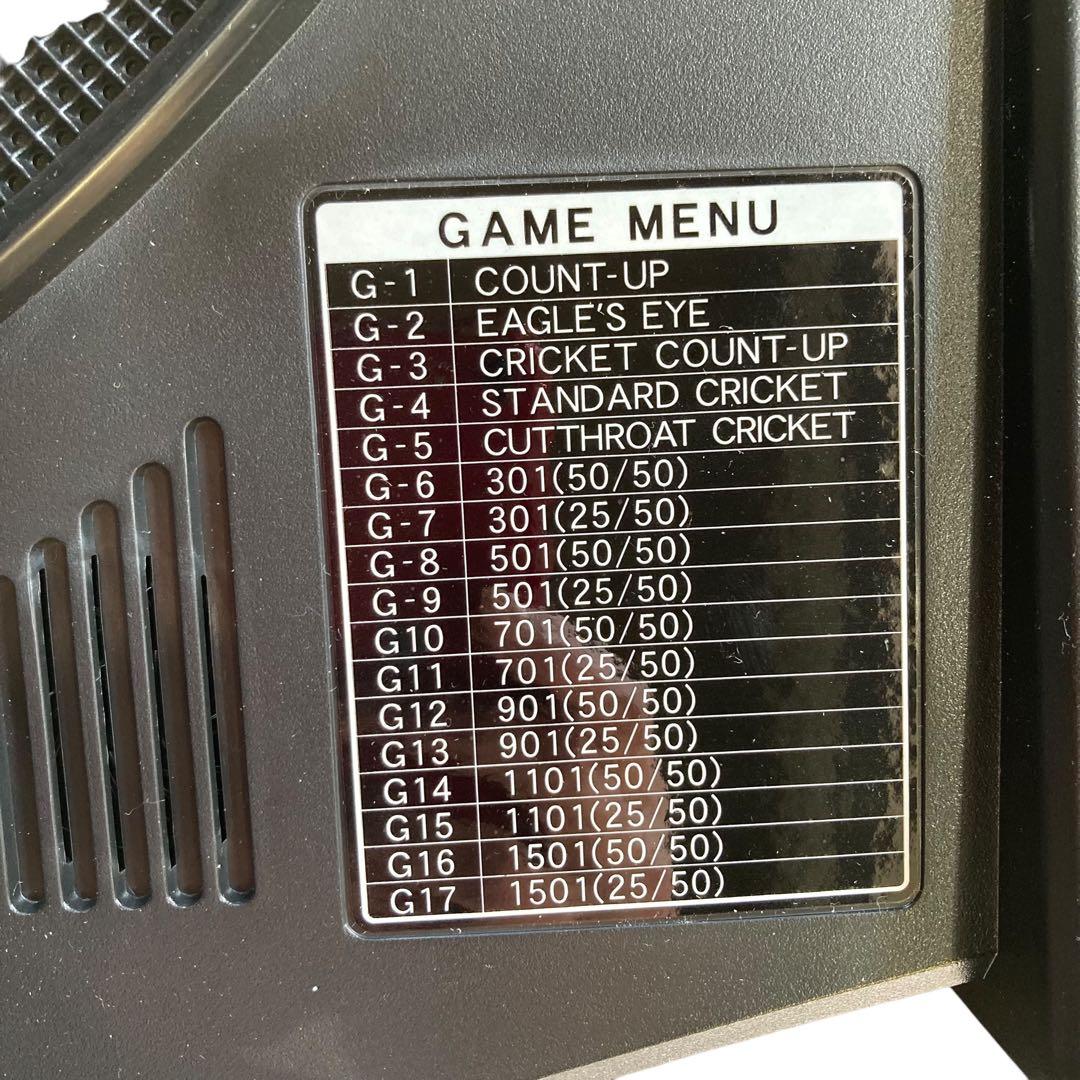 GAME MENU
G-1 COUNT-UP
G-2 EAGLE'S EYE
G-3 CRICKET COUNT-UP
G-4 STANDARD CRICKET
G-5 CUTTHROAT CRICKET
G-6 301(50/50)
G-7 301(25/50)
G-8 501(50/50)
G-9 501(25/50)
G10 701(50/50)
G11 701(25/50)
G12 901(50/50)
G13 901(25/50)
G14 1101(50/50)
G15 1101(25/50)
G16 1501(50/50)
G17 1501(25/50)